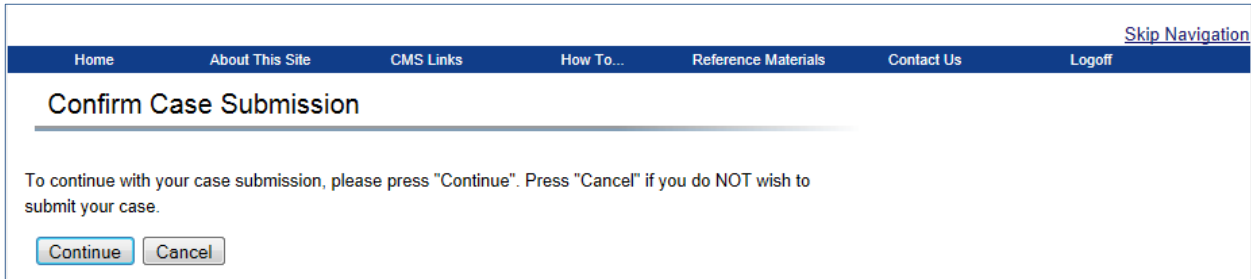 Skip Navigation
Home About This Site CMS Links How To... Reference Materials Contact Us Logoff
Confirm Case Submission
To continue with your case submission, please press "Continue". Press "Cancel" if you do NOT wish to
submit your case.
Continue Cancel